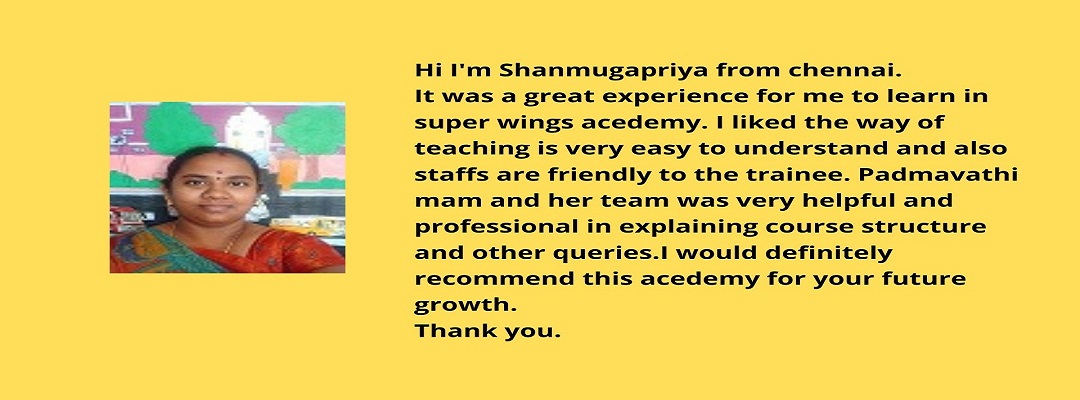 Hi I'm Shanmugapriya from chennai.
It was a great experience for me to learn in
super wings acedemy. I liked the way of
teaching is very easy to understand and also
staffs are friendly to the trainee. Padmavathi
mam and her team was very helpful and
professional in explaining course structure
and other queries.I would definitely
recommend this acedemy for your future
growth.
Thank you.